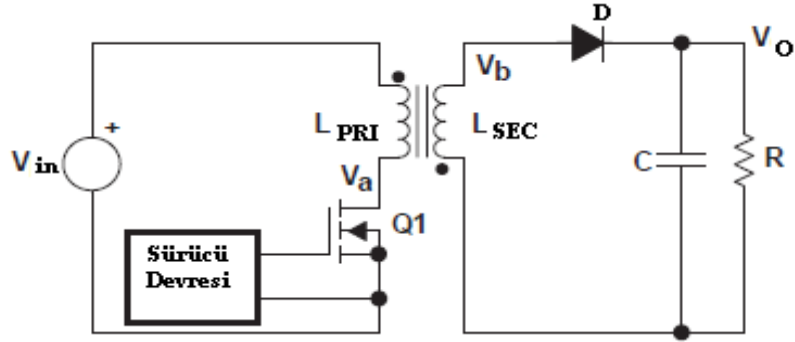 D
V O
V b
+
L PRI
L SEC
V in
C
R
V a
Q1
Sürücü
Devresi